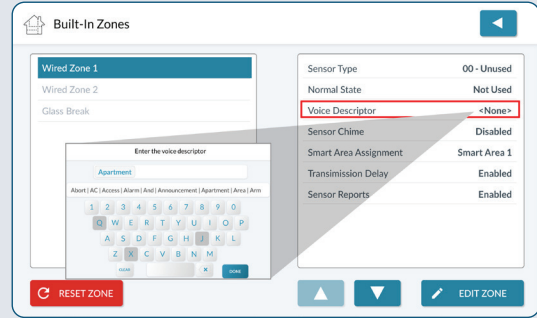 Built-In Zones
Wired Zone 1
Wired Zone 2
Glass Break
Sensor Type 00 - Unused
Normal State Not Used
Voice Descriptor <None>
Sensor Chime Disabled
Smart Area Assignment Smart Area 1
Transimission Delay Enabled
Sensor Reports Enabled
Enter the voice descriptor
Apartment
Abort | AC | Access | Alarm | And | Announcement | Apartment | Area | Arm
1 2 3 4 5 6 7 8 9 0
Q W E R T Y U I O P
A S D F G H J K L
Z X C V B N M
CLEAR X DONE
RESET ZONE
EDIT ZONE